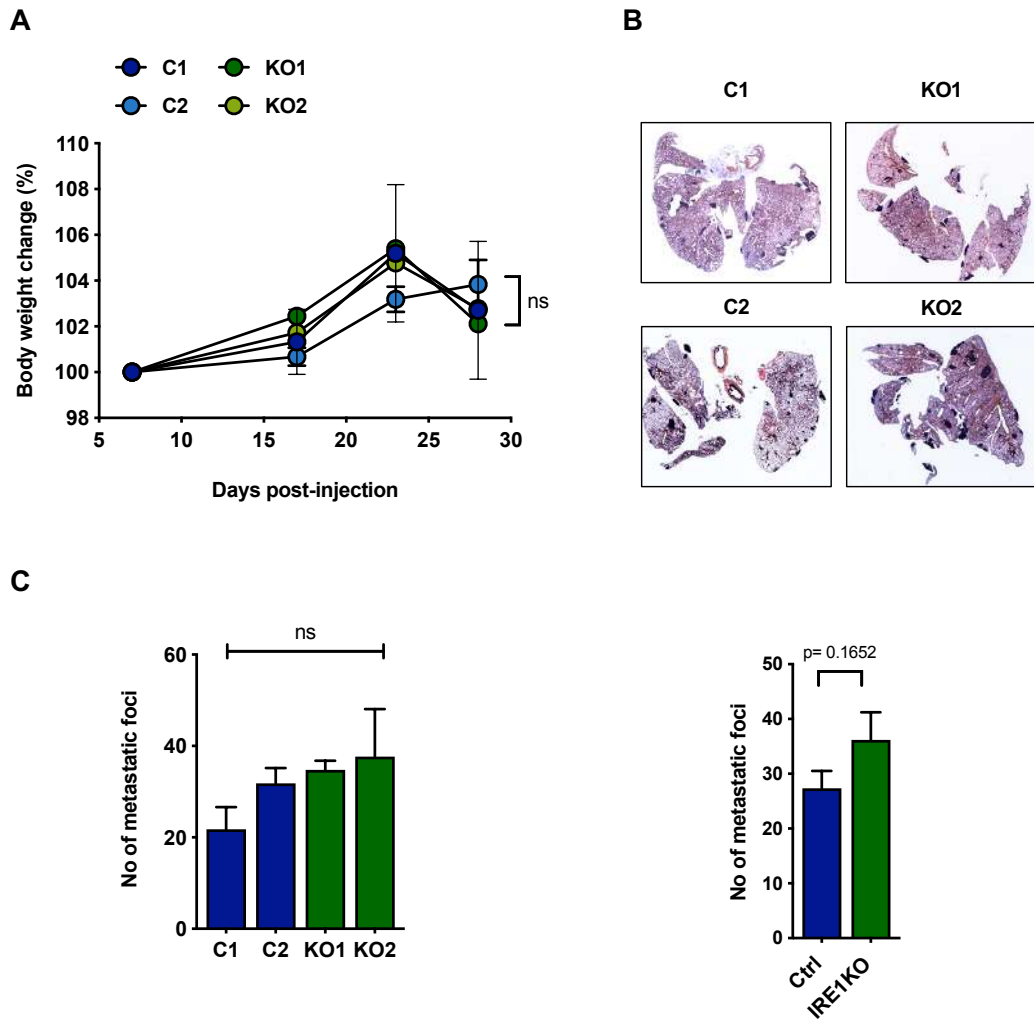 A
C1 KO1
C2 KO2
110
108
106
104
102
100
98
5 10 15 20 25 30
Body weight change (%)
Days post-injection
ns
B
C1 KO1
C2 KO2
C
ns
60
40
20
0
No of metastatic foci
C1 C2 KO1 KO2
p= 0.1652
50
40
30
20
10
0
No of metastatic foci
Ctrl
IRE1KO